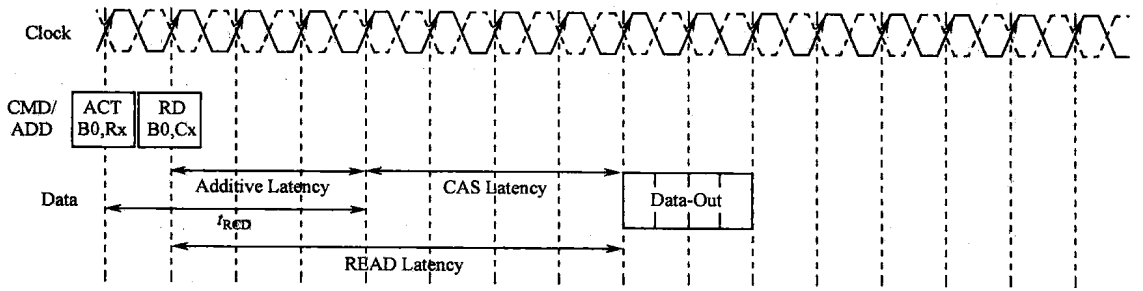 Clock
CMD/
ADD
ACT
B0,Rx
RD
B0,Cx
Additive Latency
CAS Latency
Data
Data-Out
tRCD
READ Latency